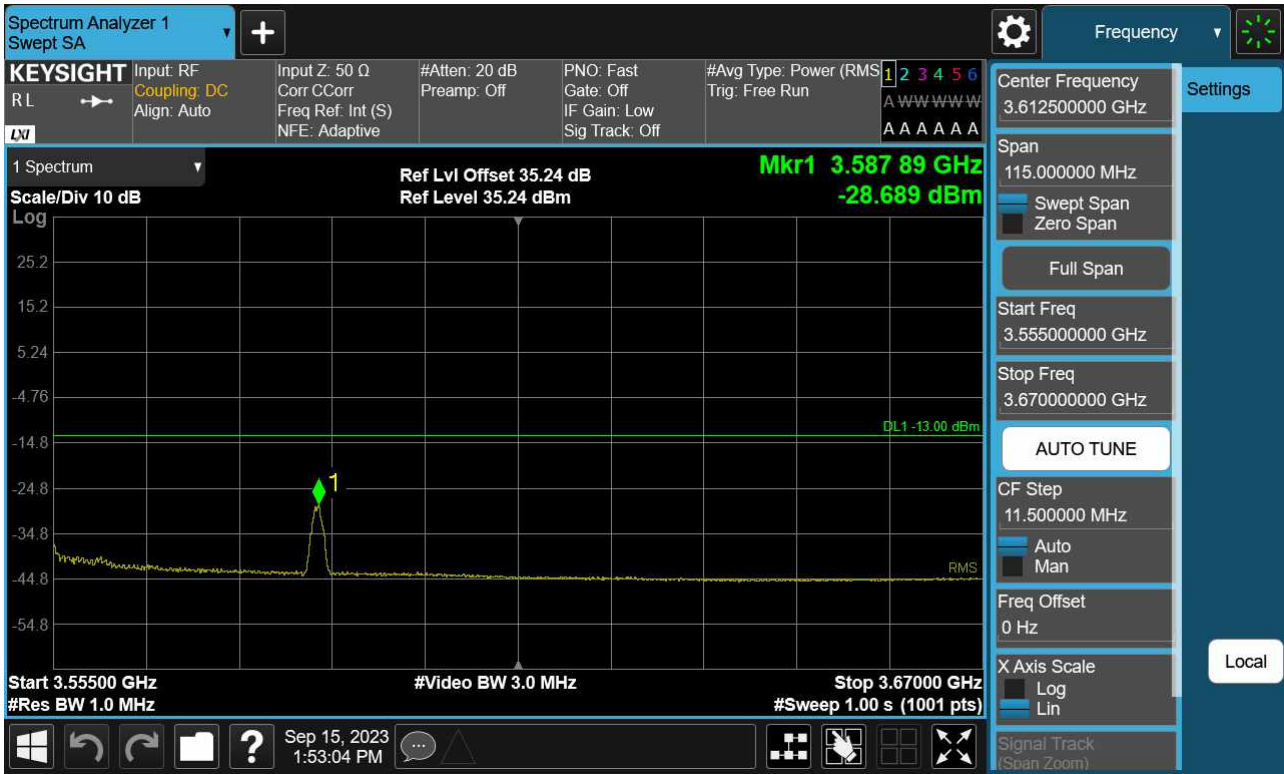 Spectrum Analyzer 1
Swept SA
+
Frequency
KEYSIGHT
RL
LXI
Input: RF
Coupling: DC
Align: Auto
Input Z: 50 Ω
Corr CCorr
Freq Ref: Int (S)
NFE: Adaptive
#Atten: 20 dB
Preamp: Off
PNO: Fast
Gate: Off
IF Gain: Low
Sig Track: Off
#Avg Type: Power (RMS
Trig: Free Run
1 2 3 4 5 6
A W W W W W
A A A A A A
1 Spectrum
Scale/Div 10 dB
Log
Ref Lvl Offset 35.24 dB
Ref Level 35.24 dBm
Mkr1 3.587 89 GHz
-28.689 dBm
25.2
15.2
5.24
-4.76
-14.8
-24.8
-34.8
-44.8
-54.8
DL1 -13.00 dBm
1
RMS
Start 3.55500 GHz
#Res BW 1.0 MHz
#Video BW 3.0 MHz
Stop 3.67000 GHz
#Sweep 1.00 s (1001 pts)
Center Frequency
3.612500000 GHz
Span
115.000000 MHz
Swept Span
Zero Span
Full Span
Start Freq
3.555000000 GHz
Stop Freq
3.670000000 GHz
AUTO TUNE
CF Step
11.500000 MHz
Auto
Man
Freq Offset
0 Hz
X Axis Scale
Log
Lin
Signal Track
(Span Zoom)
Settings
Local
?
Sep 15, 2023
1:53:04 PM